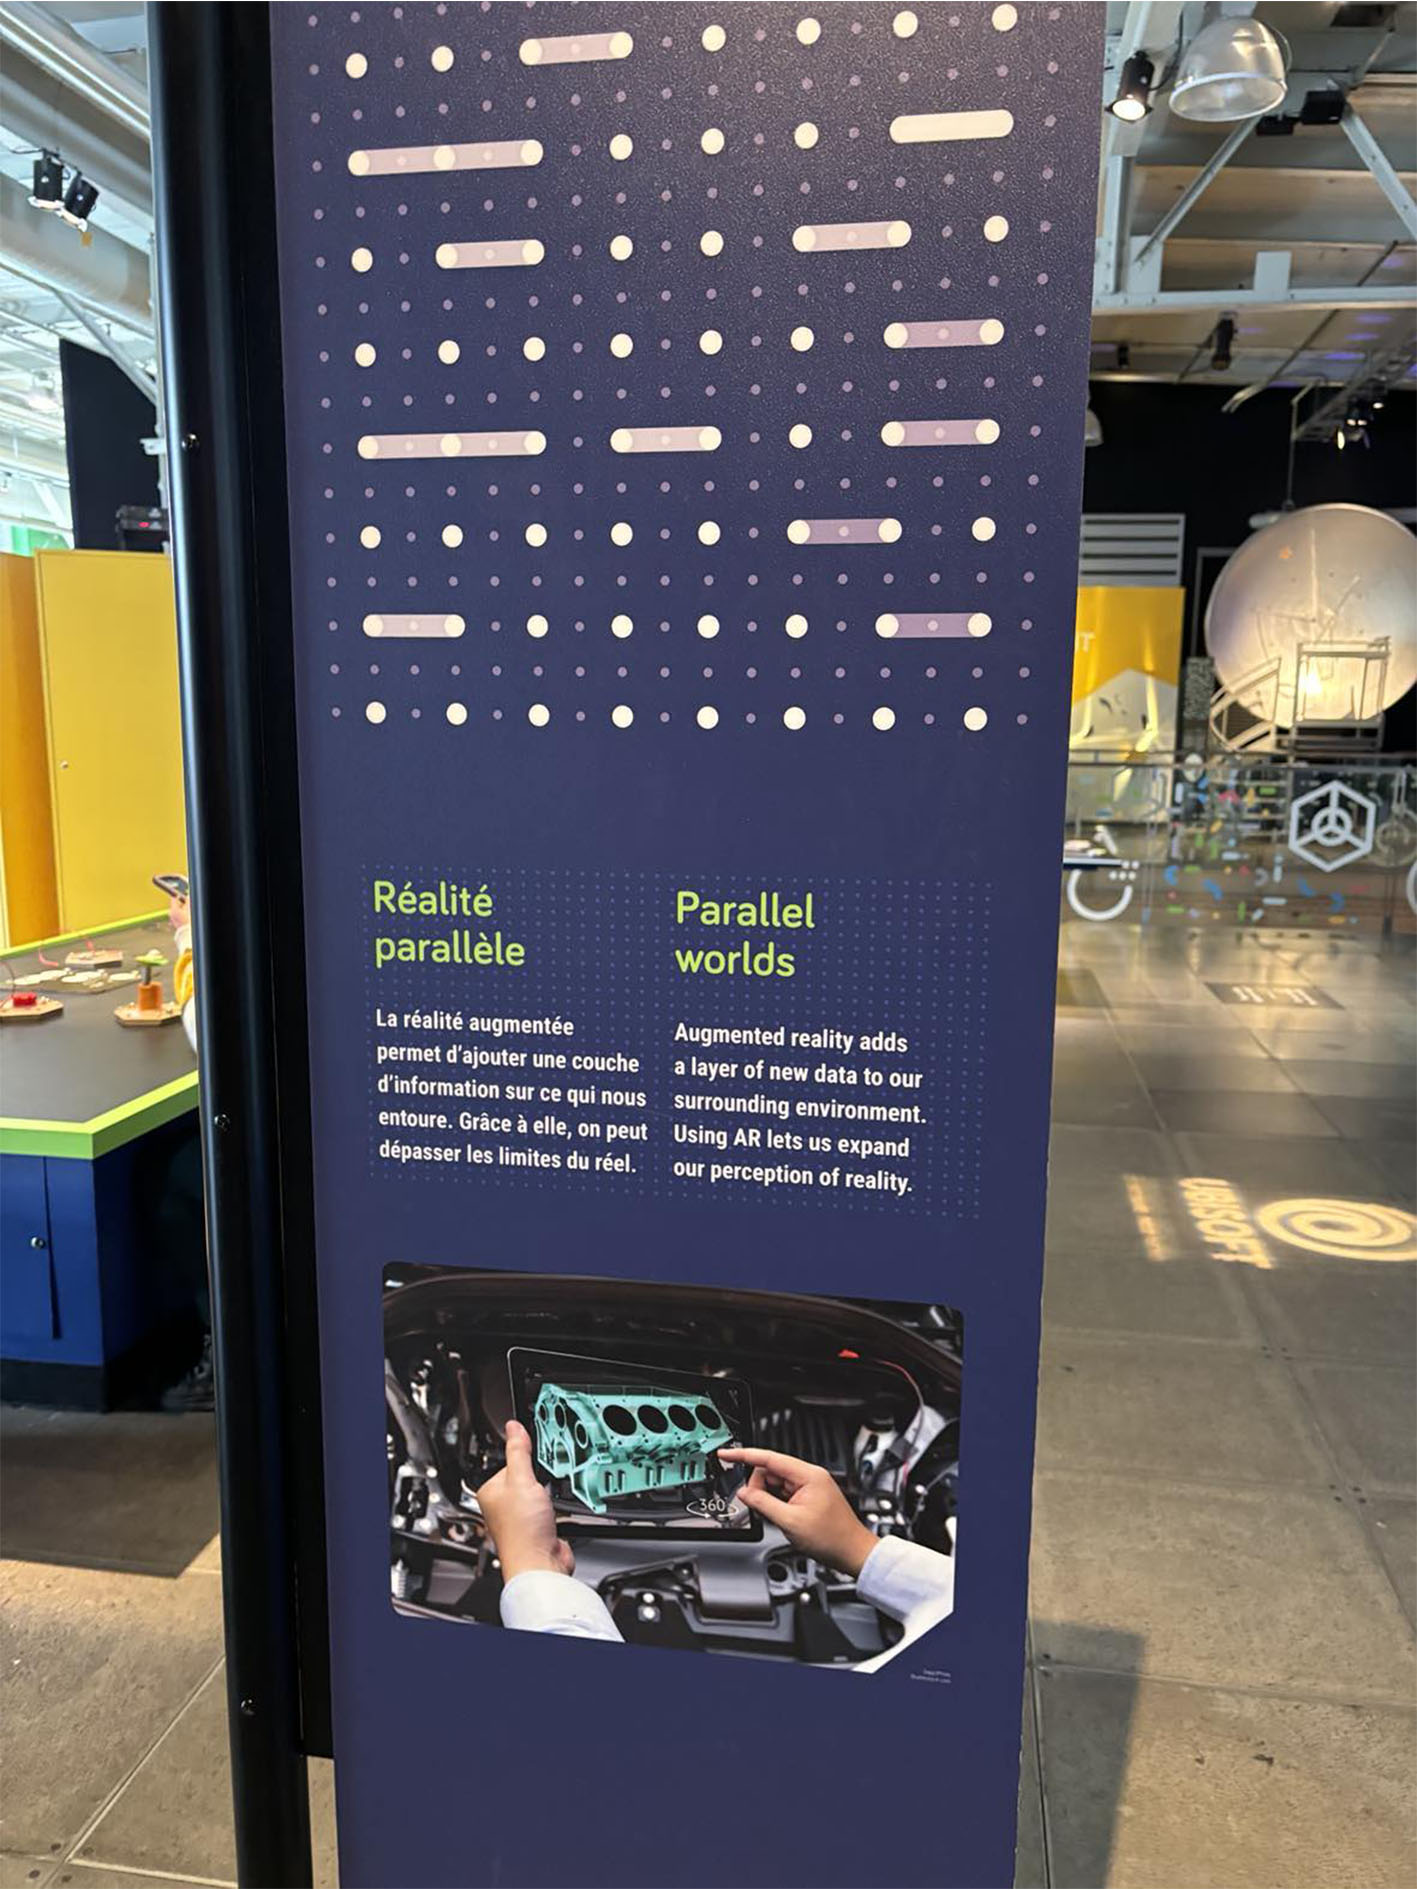 Réalité
parallèle
La réalité augmentée
permet d'ajouter une couche
d'information sur ce qui nous
entoure. Grâce à elle, on peut
dépasser les limites du réel.
Parallel
worlds
Augmented reality adds
a layer of new data to our
surrounding environment.
Using AR lets us expand
our perception of reality.
360°
UBISOFT